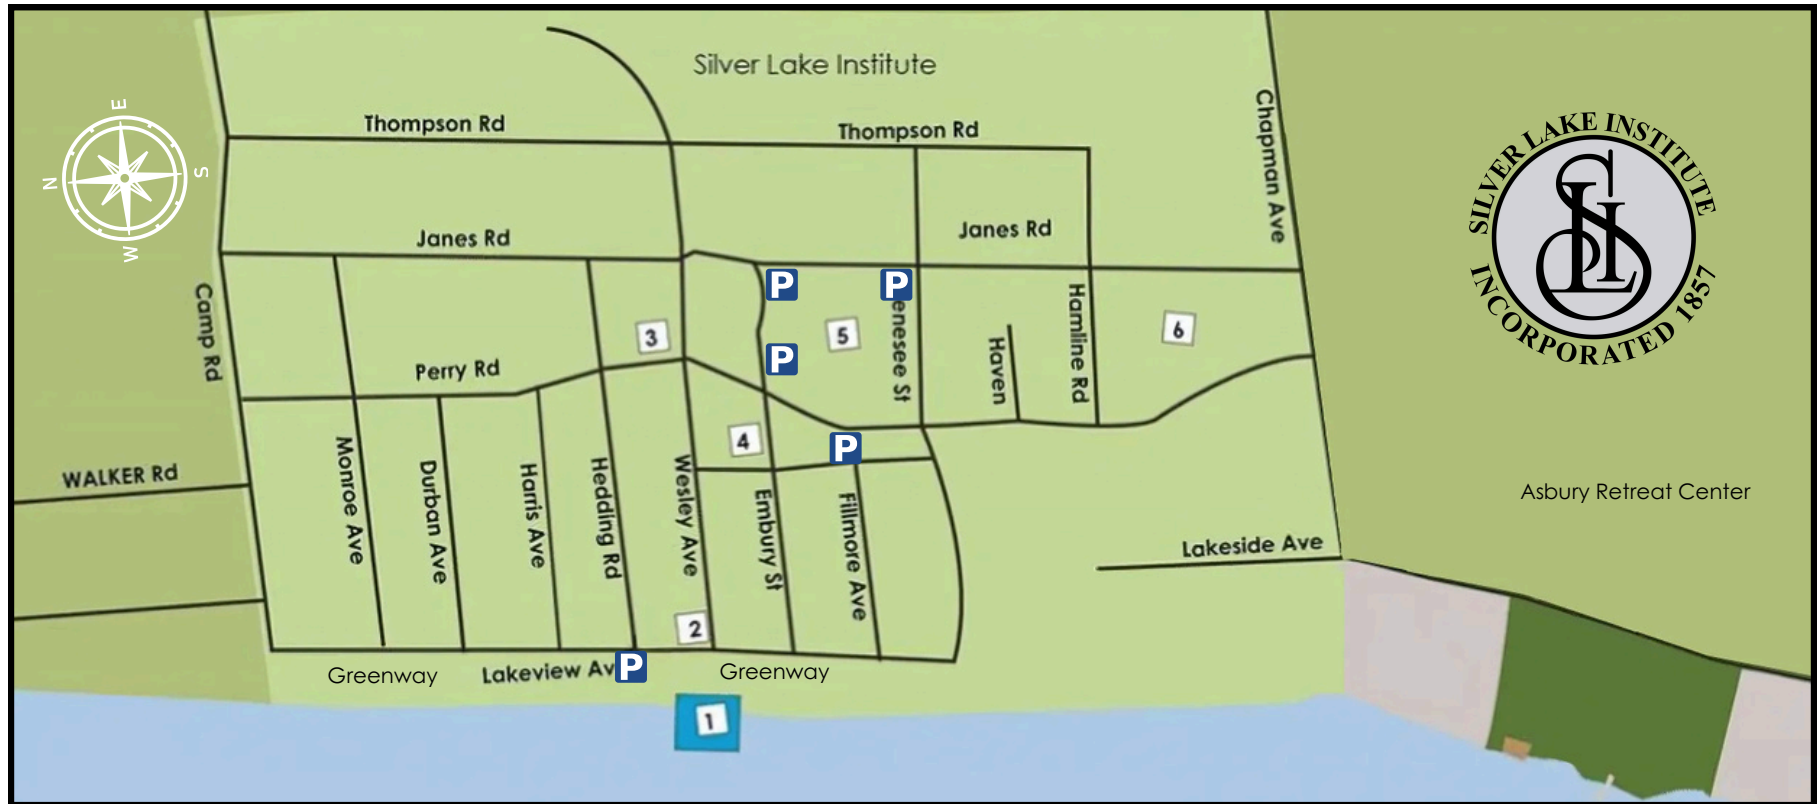 Silver Lake Institute
Thompson Rd
Thompson Rd
Chapman Ave
E
N
S
W
SILVER LAKE INSTITUTE
SLI
INCORPORATED 1857
Janes Rd
Janes Rd
Camp Rd
P
P
enesee St
Hamline Rd
3
5
6
Haven
P
Perry Rd
4
P
WALKER Rd
Monroe Ave
Durban Ave
Harris Ave
Hedding Rd
Wesley Ave
Embury St
Fillmore Ave
Asbury Retreat Center
Lakeside Ave
2
Greenway
Lakeview Av
P
Greenway
1